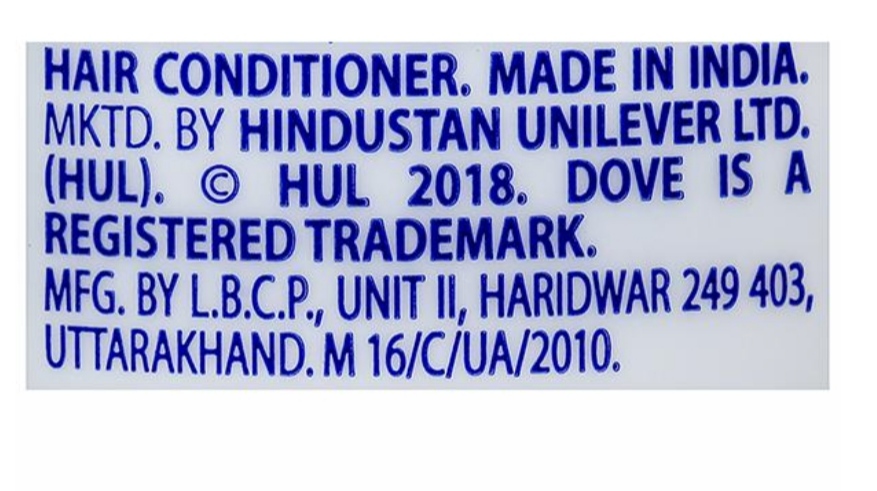 HAIR CONDITIONER. MADE IN INDIA.
MKTD. BY HINDUSTAN UNILEVER LTD.
(HUL). © HUL 2018. DOVE IS A
REGISTERED TRADEMARK.
MFG. BY L.B.C.P., UNIT II, HARIDWAR 249 403,
UTTARAKHAND. M 16/C/UA/2010.